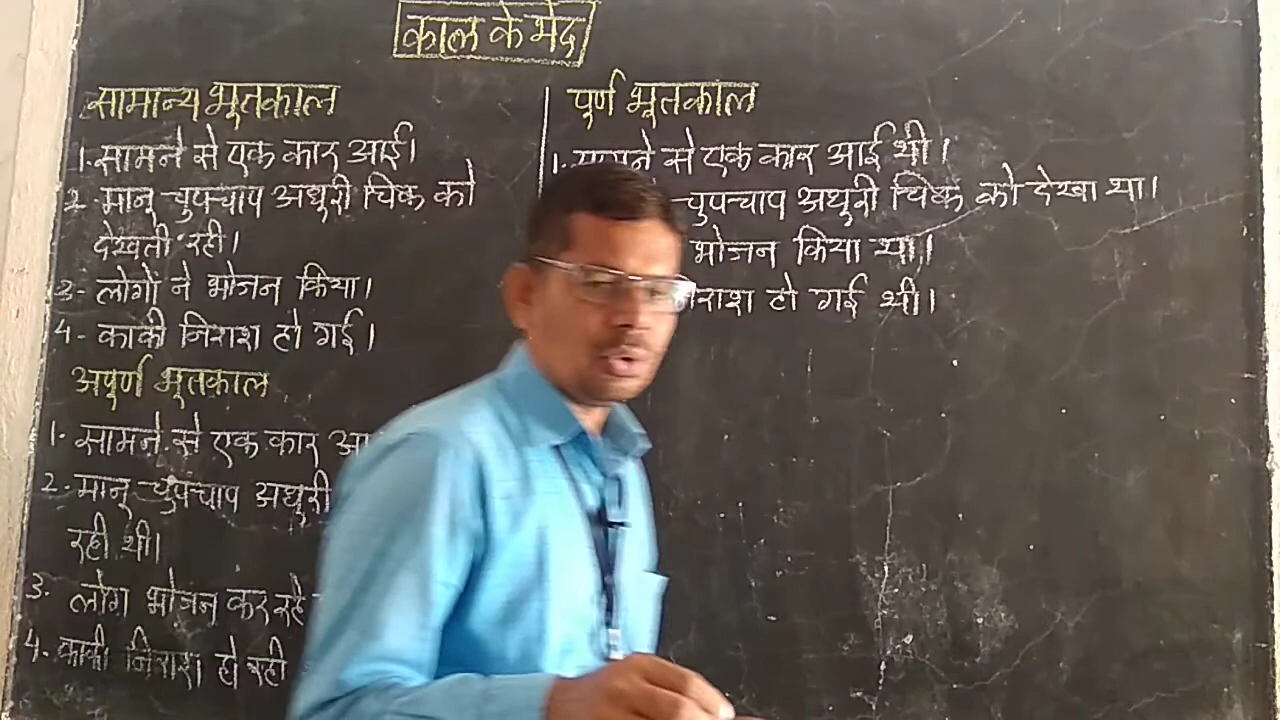 काल के भेद
सामान्य भूतकाल
1. सामने से एक कार आई।
2. मानू चुपचाप अधुरी चिक को
देखती रही।
3- लोगों ने भोजन किया।
4- काकी निराश हो गई।
अपूर्ण भूतकाल
1. सामने से एक कार
2. मानू चुपचाप अधुरी
रही थी।
3. लोग भोजन कर रहे
4- काकी निराश हो रही
पूर्ण भूतकाल
1. से एक कार आई थी।
चुपचाप अधुरी चिक को देखा था।
भोजन किया था।
हो गई थी।